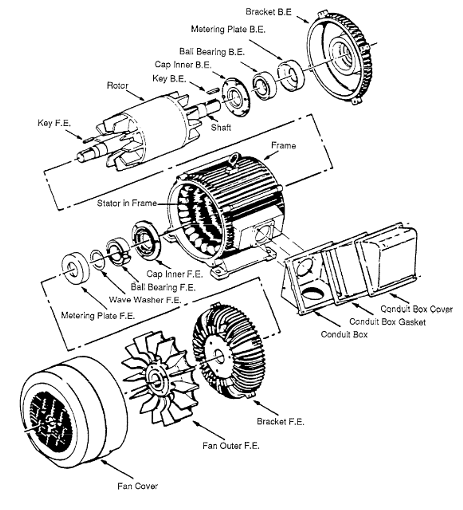 Bracket B.E
Metering Plate B.E.
Ball Bearing B.E.
Cap Inner B.E.
Key B.E.
Rotor
Key F.E.
Shaft
Frame
Stator in Frame
Cap Inner F.E.
Ball Bearing F.E.
Wave Washer F.E.
Metering Plate F.E.
Conduit Box Cover
Conduit Box Gasket
Conduit Box
Bracket F.E.
Fan Outer F.E.
Fan Cover